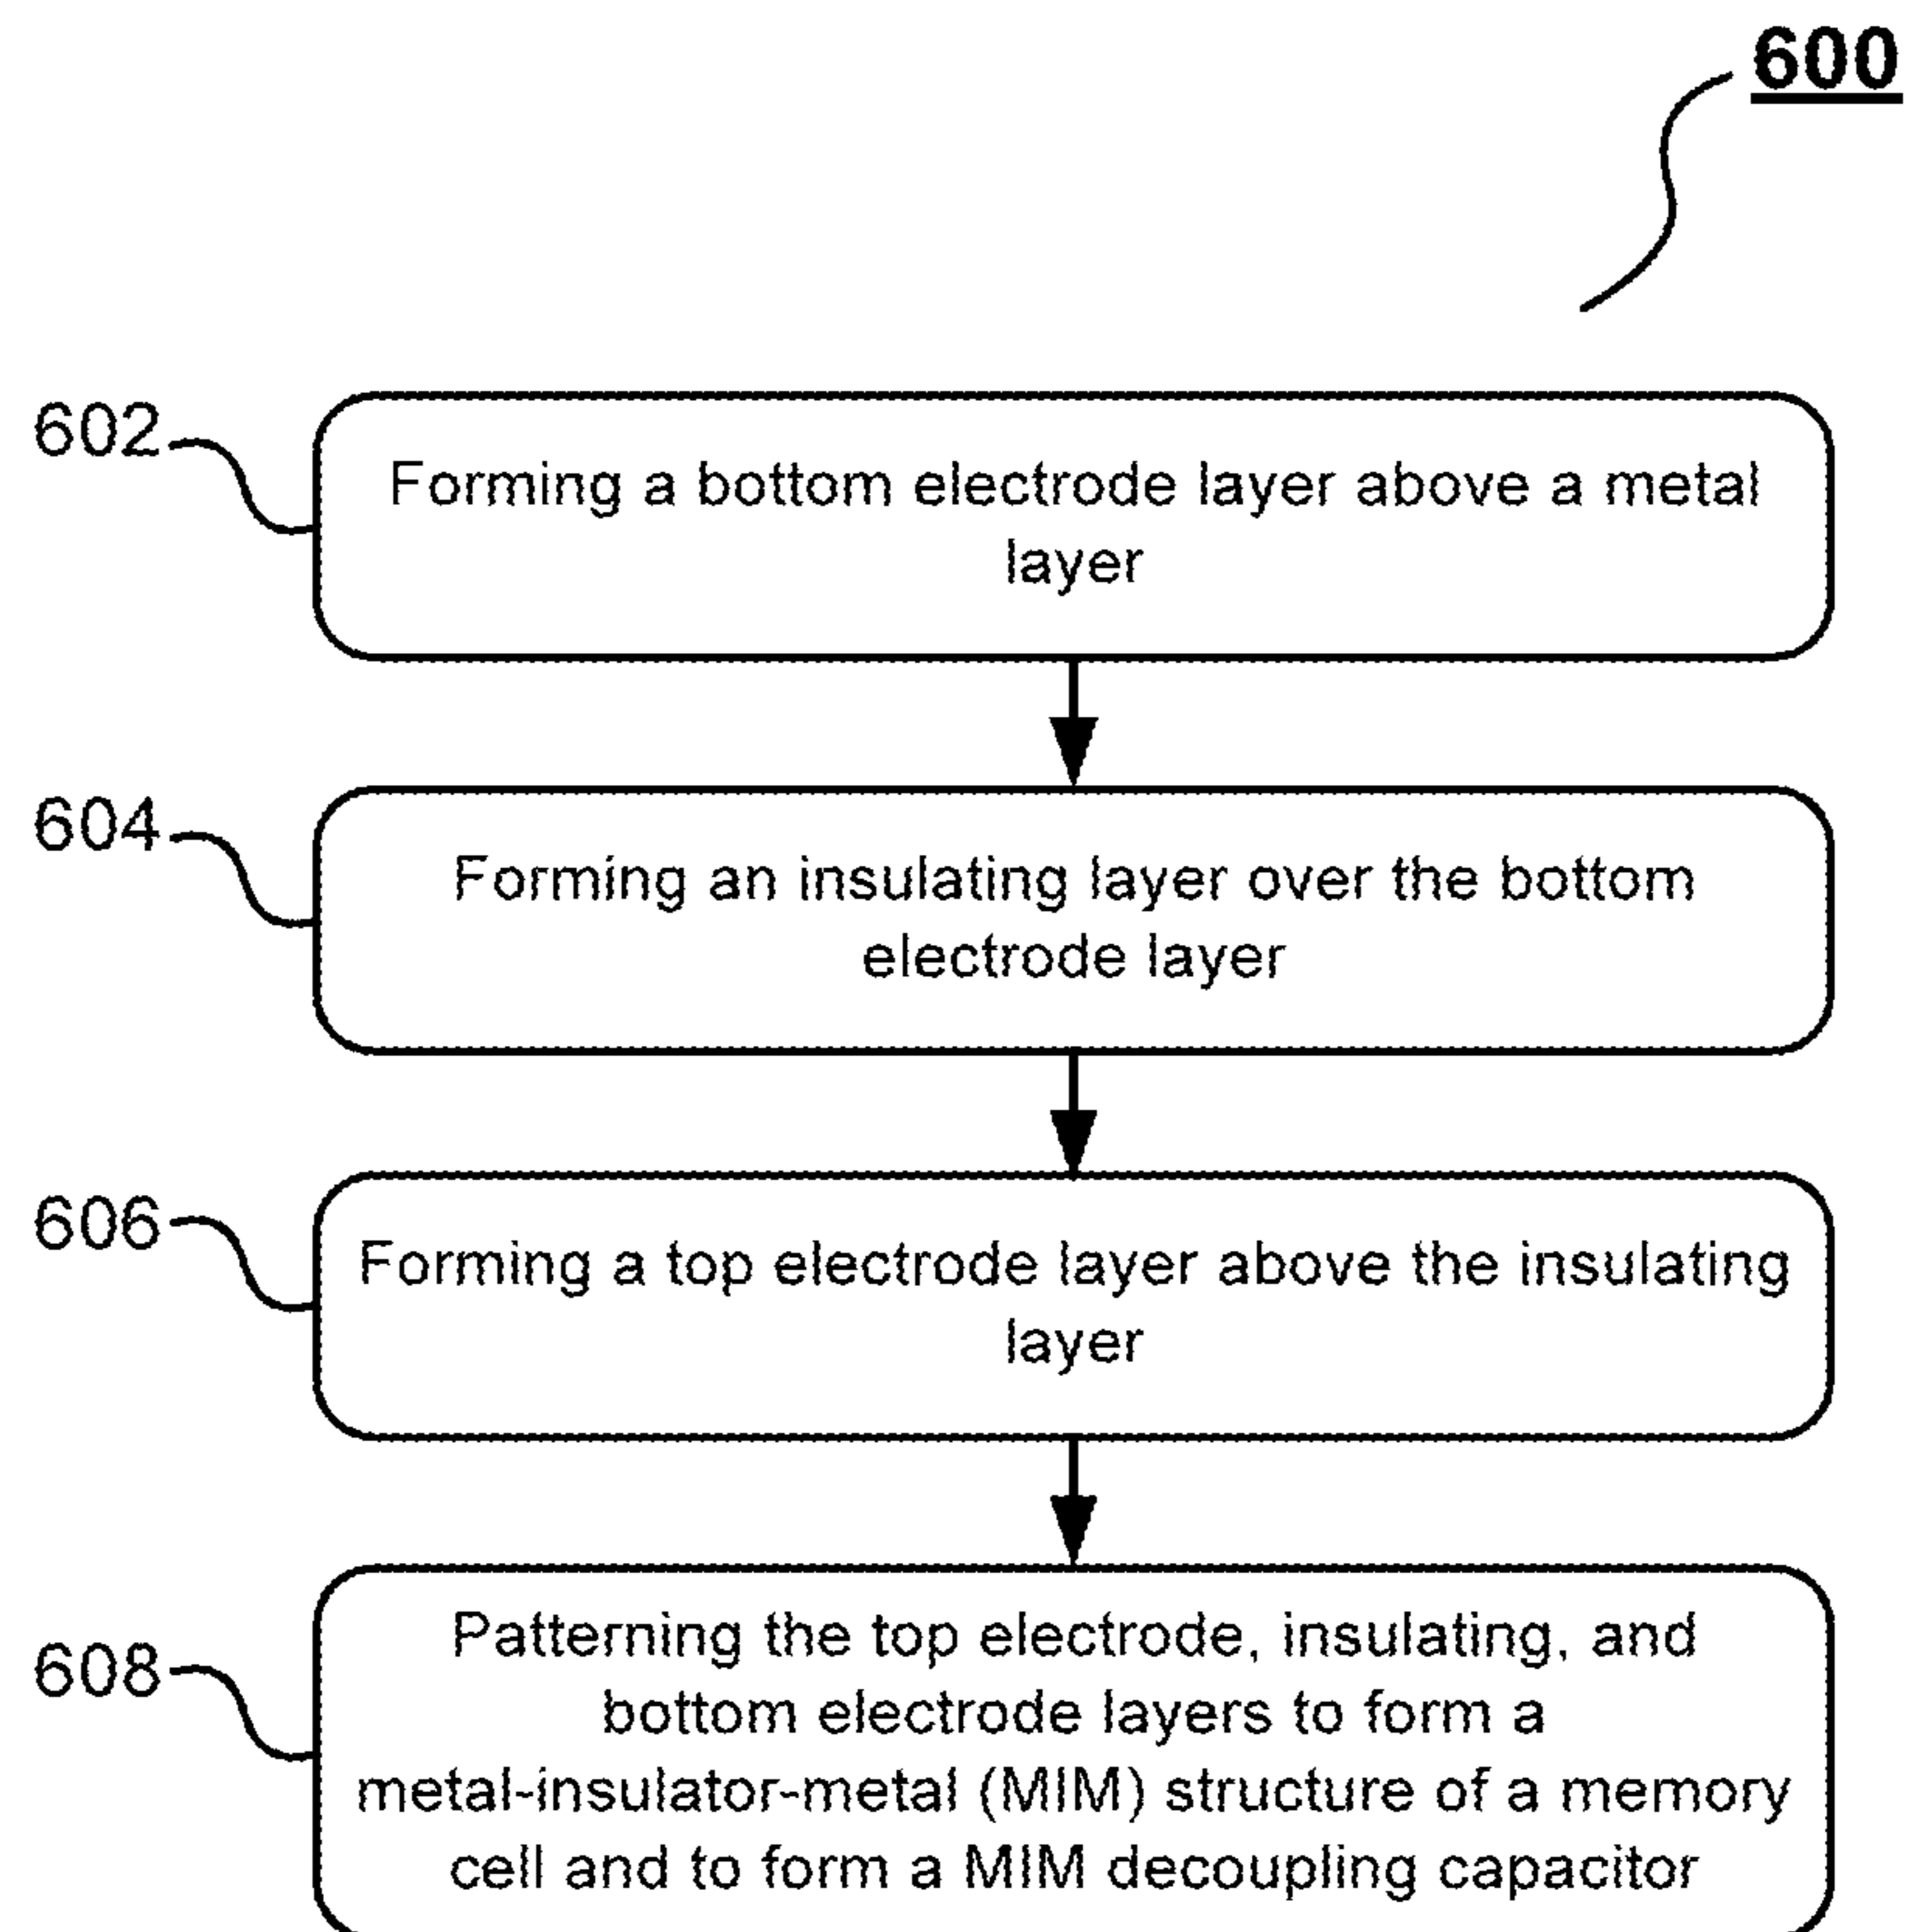 600
602
Forming a bottom electrode layer above a metal
layer
604
Forming an insulating layer over the bottom
electrode layer
606
Forming a top electrode layer above the insulating
layer
608
Patterning the top electrode, insulating, and
bottom electrode layers to form a
metal-insulator-metal (MIM) structure of a memory
cell and to form a MIM decoupling capacitor